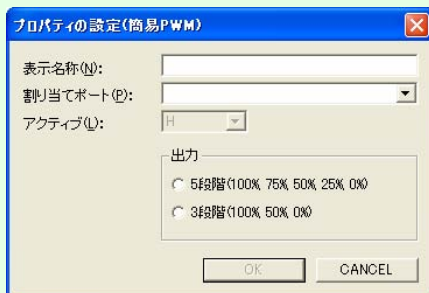 プロパティの設定(簡易PWM)
表示名称(N):
割り当てポート(P):
アクティブ(L): H
出力
5段階(100%, 75%, 50%, 25%, 0%)
3段階(100%, 50%, 0%)
OK CANCEL